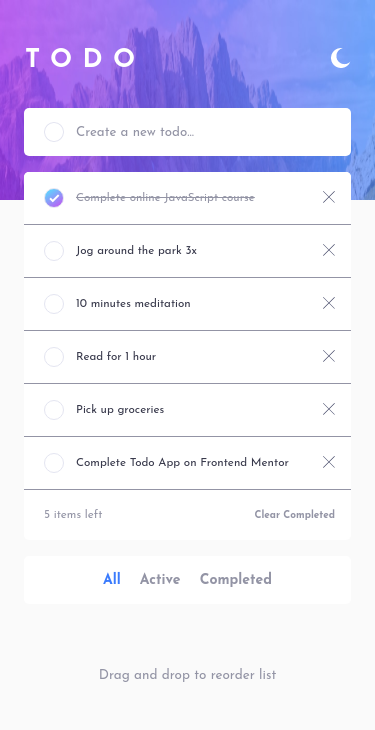 TODO
Create a new todo…
Complete online JavaScript course
Jog around the park 3x
10 minutes meditation
Read for 1 hour
Pick up groceries
Complete Todo App on Frontend Mentor
5 items left Clear Completed
All Active Completed
Drag and drop to reorder list